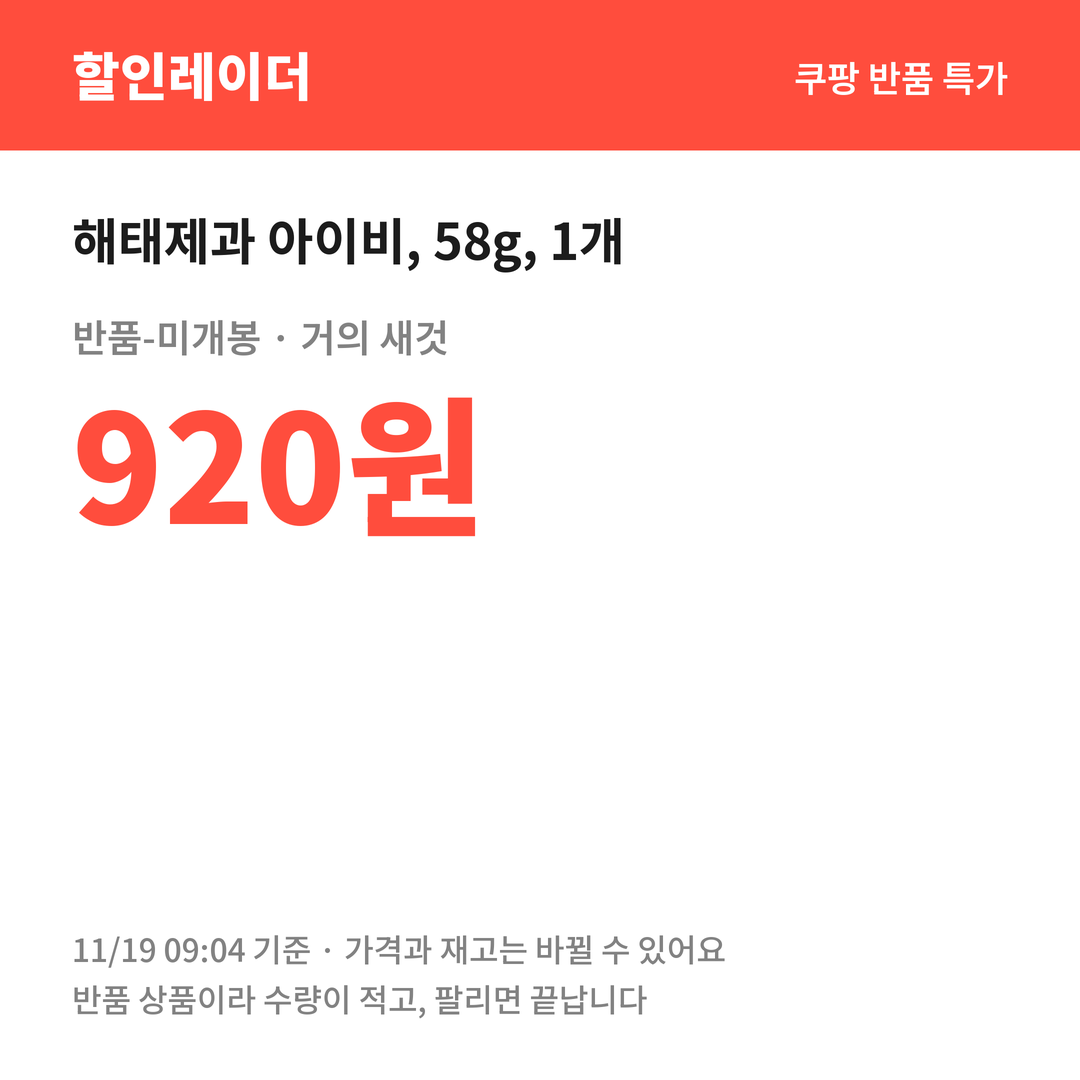 할인레이더
쿠팡 반품 특가
해태제과 아이비, 58g, 1개
반품-미개봉 · 거의 새것
920원
11/19 09:04 기준 · 가격과 재고는 바뀔 수 있어요
반품 상품이라 수량이 적고, 팔리면 끝납니다